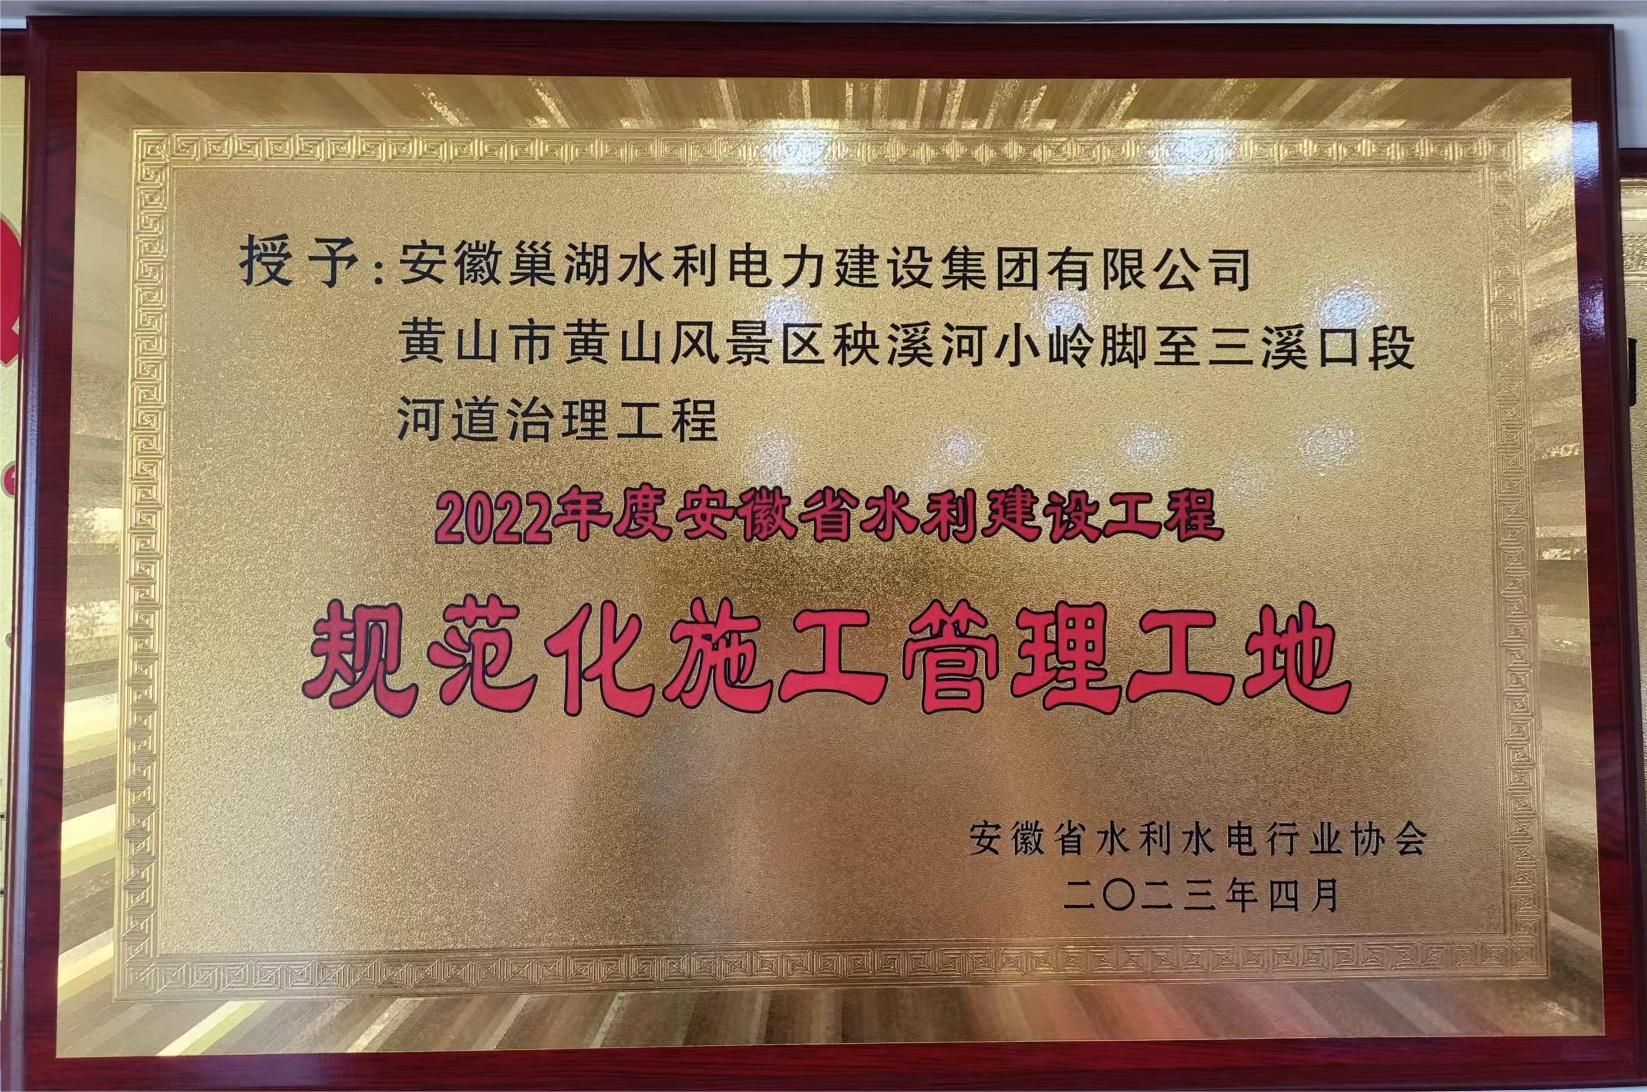 授予:安徽巢湖水利电力建设集团有限公司
黄山市黄山风景区秧溪河小岭脚至三溪口段
河道治理工程
2022年度安徽省水利建设工程
规范化施工管理工地
安徽省水利水电行业协会
二〇二三年四月